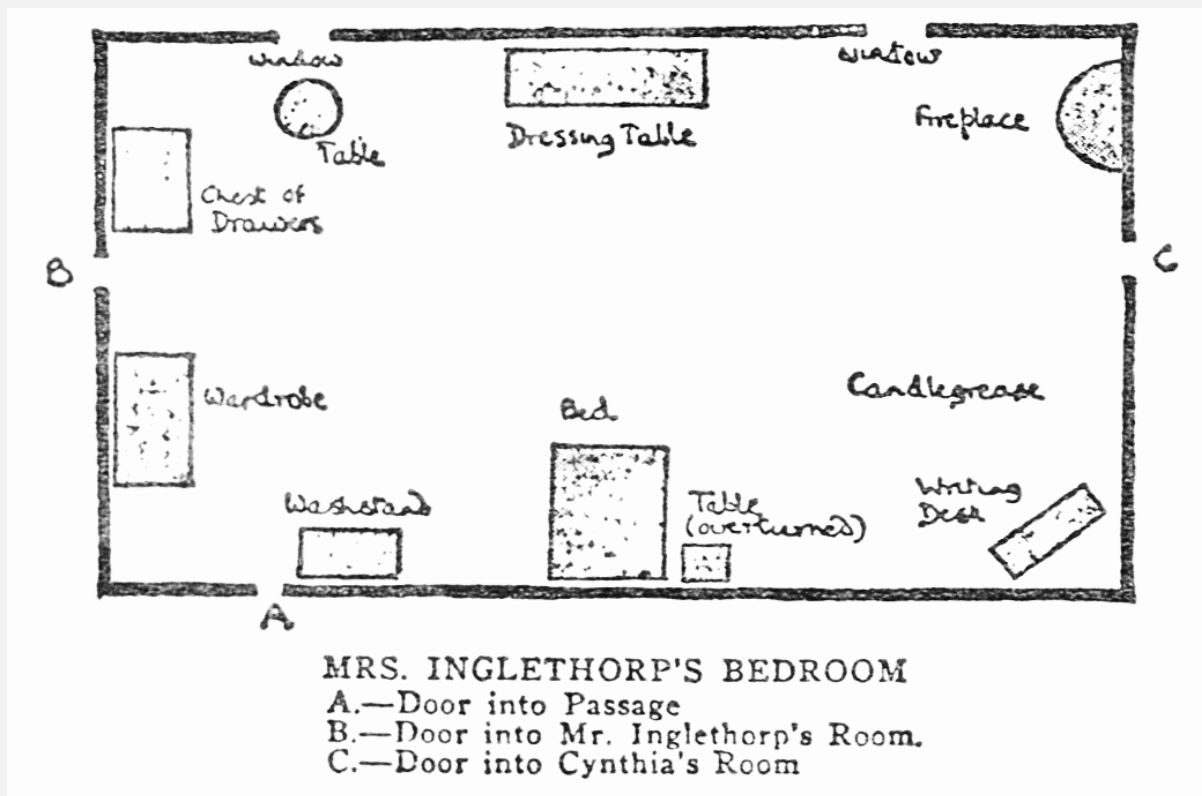 window
window
Fireplace
Table
Dressing Table
Chest of
Drawers
B
C
Wardrobe
Bed
Candlegrease
Washstand
Table
(overturned)
Writing
Desk
A
MRS. INGLETHORP'S BEDROOM
A.—Door into Passage
B.—Door into Mr. Inglethorp's Room.
C.—Door into Cynthia's Room